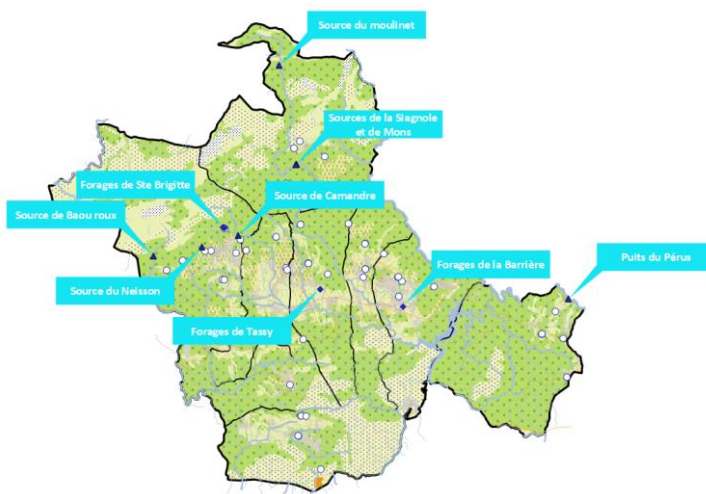 Source du moulinet
Sources de la Siagnole
et de Mons
Forages de Ste Brigitte
Source de Camandre
Source de Baou roux
Forages de la Barrière
Puits du Pérus
Source du Neisson
Forages de Tassy